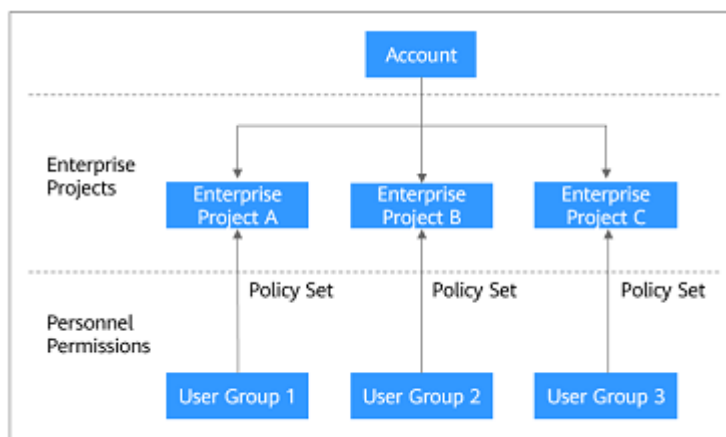 Account
Enterprise
Projects
Enterprise
Project A
Enterprise
Project B
Enterprise
Project C
Policy Set
Policy Set
Policy Set
Personnel
Permissions
User Group 1
User Group 2
User Group 3